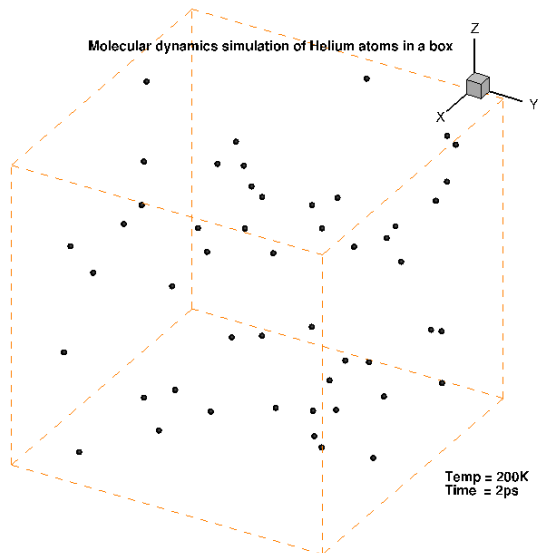 Molecular dynamics simulation of Helium atoms in a box
Z
Y
X
Temp = 200K
Time = 2ps